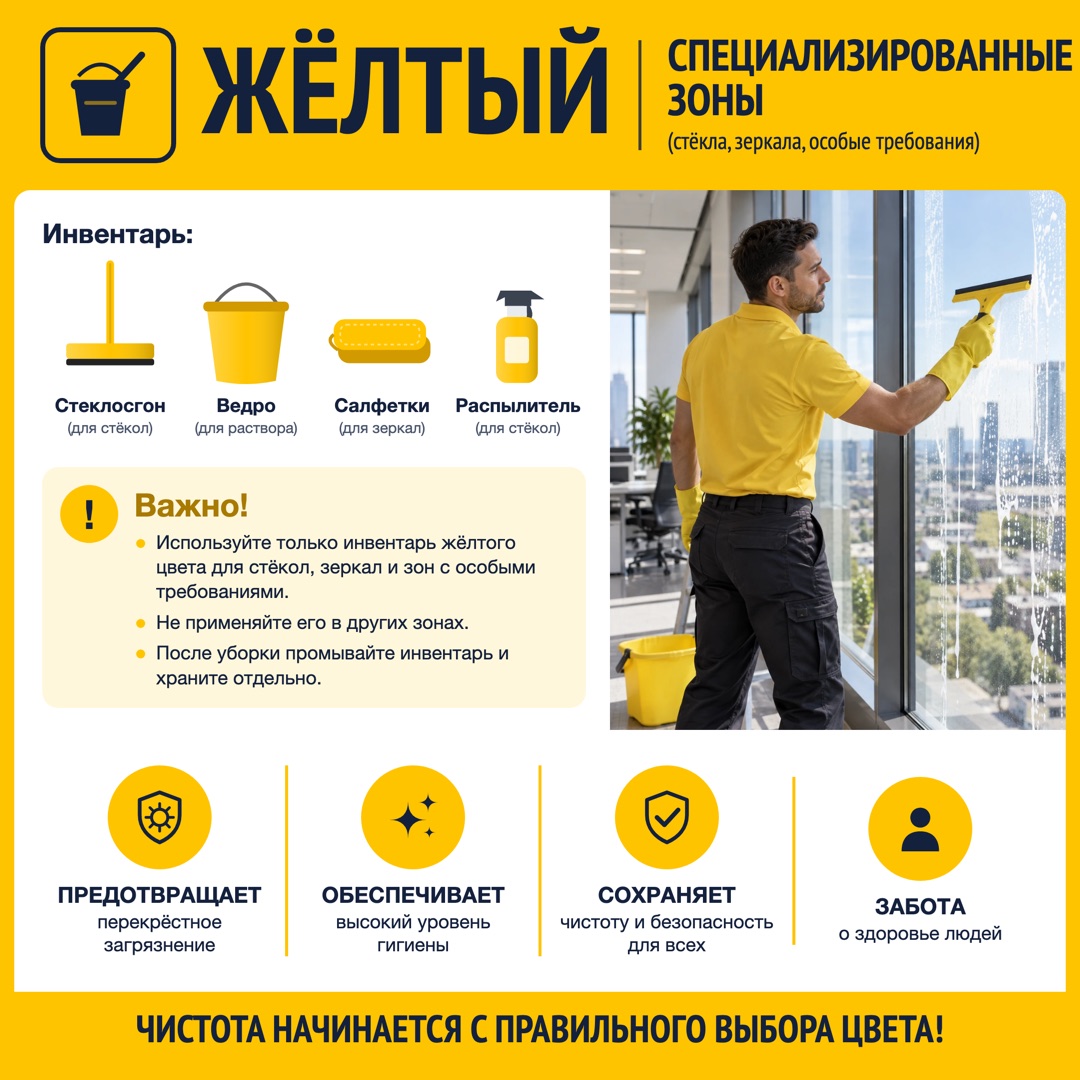 ЖЁЛТЫЙ
СПЕЦИАЛИЗИРОВАННЫЕ
ЗОНЫ
(стёкла, зеркала, особые требования)
Инвентарь:
Стеклосгон
(для стёкол)
Ведро
(для раствора)
Салфетки
(для зеркал)
Распылитель
(для стёкол)
!
Важно!
Используйте только инвентарь жёлтого
цвета для стёкол, зеркал и зон с особыми
требованиями.
Не применяйте его в других зонах.
После уборки промывайте инвентарь и
храните отдельно.
ПРЕДОТВРАЩАЕТ
перекрёстное
загрязнение
ОБЕСПЕЧИВАЕТ
высокий уровень
гигиены
СОХРАНЯЕТ
чистоту и безопасность
для всех
ЗАБОТА
о здоровье людей
ЧИСТОТА НАЧИНАЕТСЯ С ПРАВИЛЬНОГО ВЫБОРА ЦВЕТА!